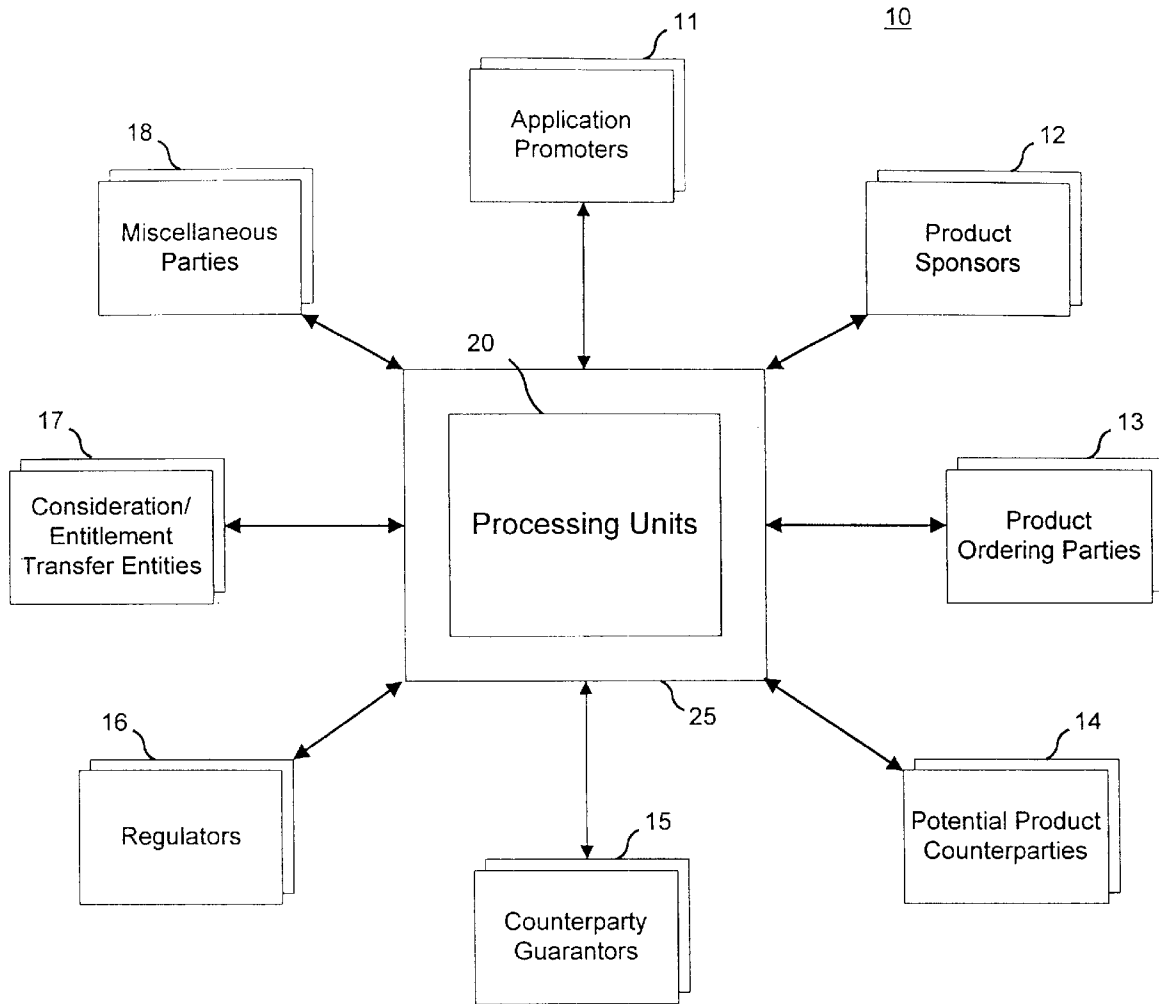 10
11
Application
Promoters
18
Miscellaneous
Parties
12
Product
Sponsors
20
Processing Units
17
Consideration/
Entitlement
Transfer Entities
13
Product
Ordering Parties
25
16
Regulators
15
Counterparty
Guarantors
14
Potential Product
Counterparties